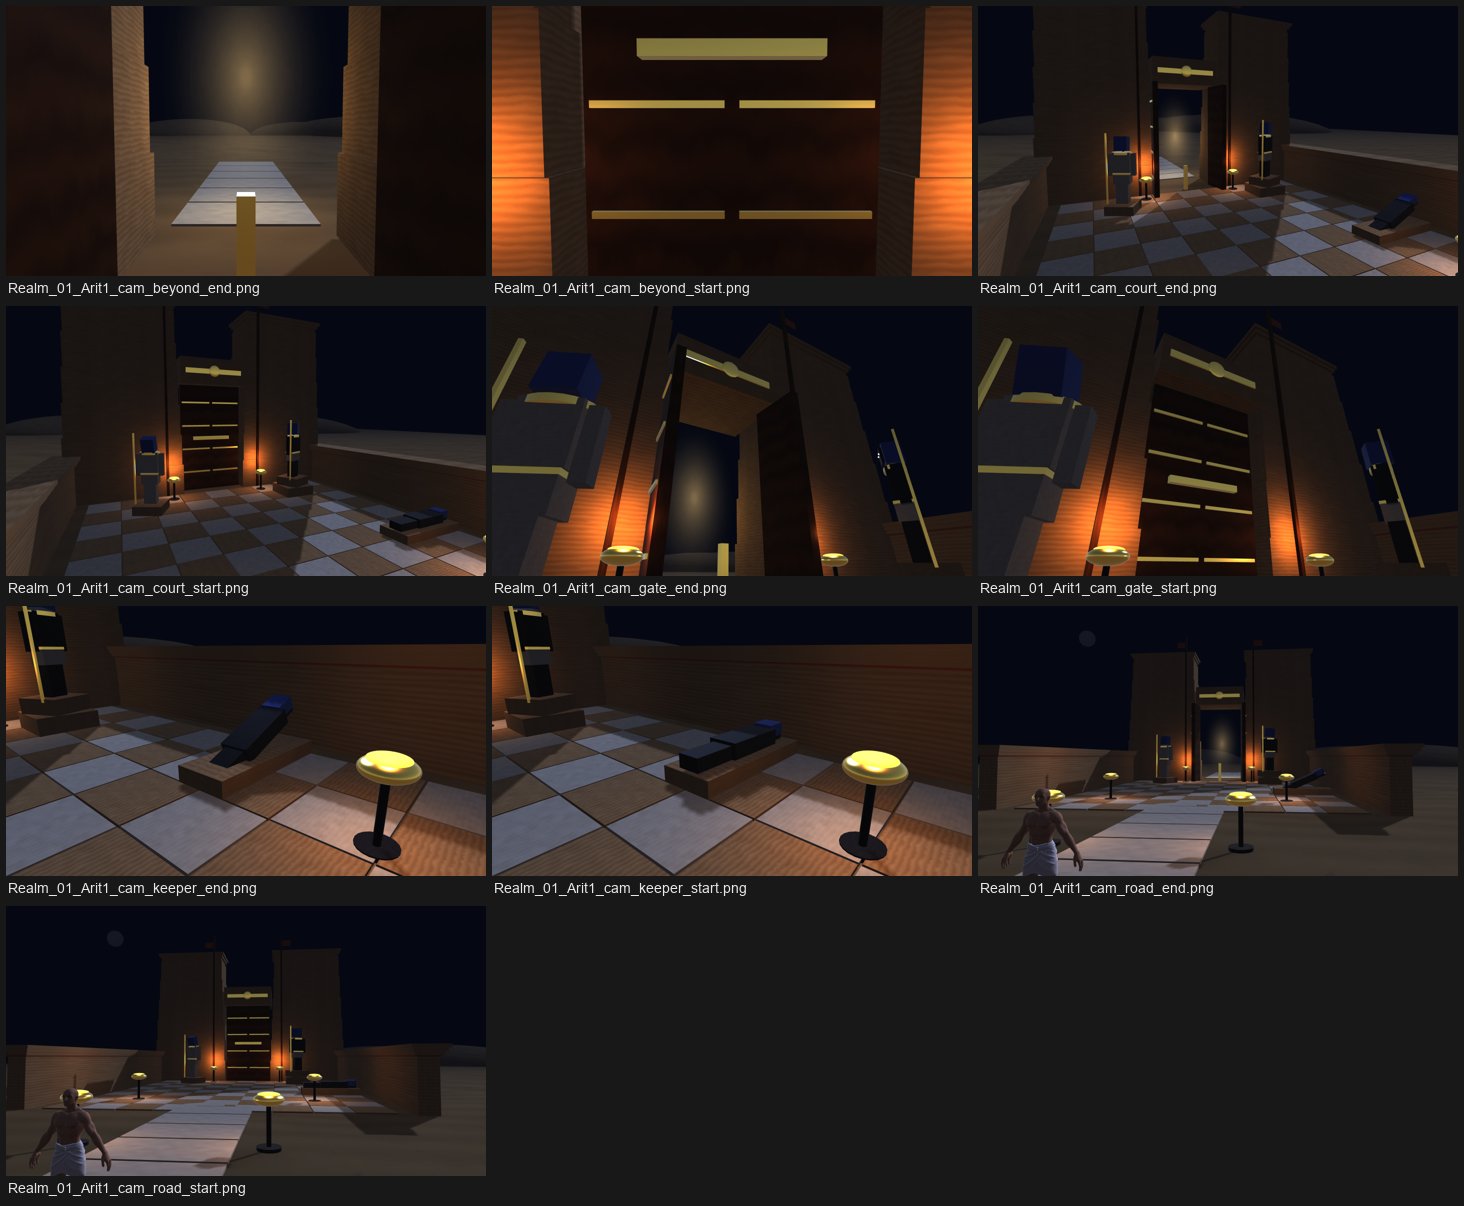 Realm_01_Arit1_cam_beyond_end.png
Realm_01_Arit1_cam_beyond_start.png
Realm_01_Arit1_cam_court_end.png
Realm_01_Arit1_cam_court_start.png
Realm_01_Arit1_cam_gate_end.png
Realm_01_Arit1_cam_gate_start.png
Realm_01_Arit1_cam_keeper_end.png
Realm_01_Arit1_cam_keeper_start.png
Realm_01_Arit1_cam_road_end.png
Realm_01_Arit1_cam_road_start.png